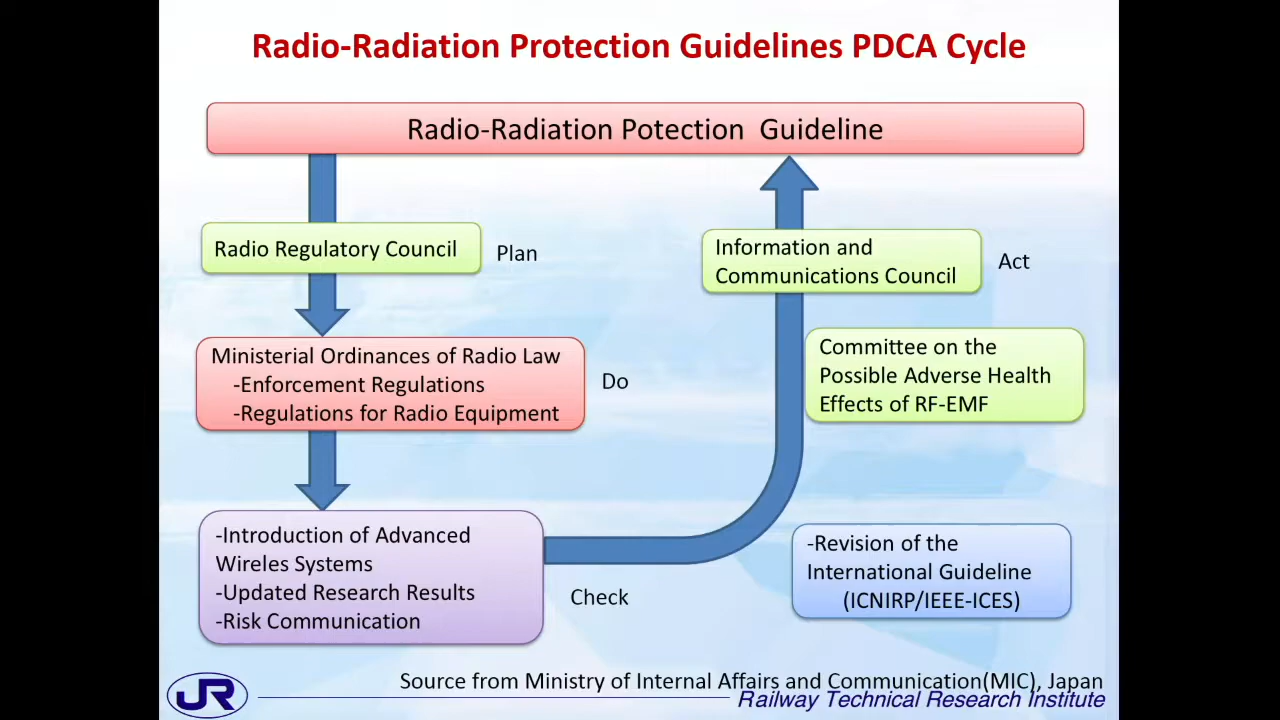 Radio-Radiation Protection Guidelines PDCA Cycle
Radio-Radiation Potection Guideline
Radio Regulatory Council
Plan
Information and
Communications Council
Act
Ministerial Ordinances of Radio Law
-Enforcement Regulations
-Regulations for Radio Equipment
Do
Committee on the
Possible Adverse Health
Effects of RF-EMF
-Introduction of Advanced
Wireles Systems
-Updated Research Results
-Risk Communication
Check
-Revision of the
International Guideline
(ICNIRP/IEEE-ICES)
Source from Ministry of Internal Affairs and Communication(MIC), Japan
JR
Railway Technical Research Institute